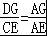 DG/CE = AG/AE